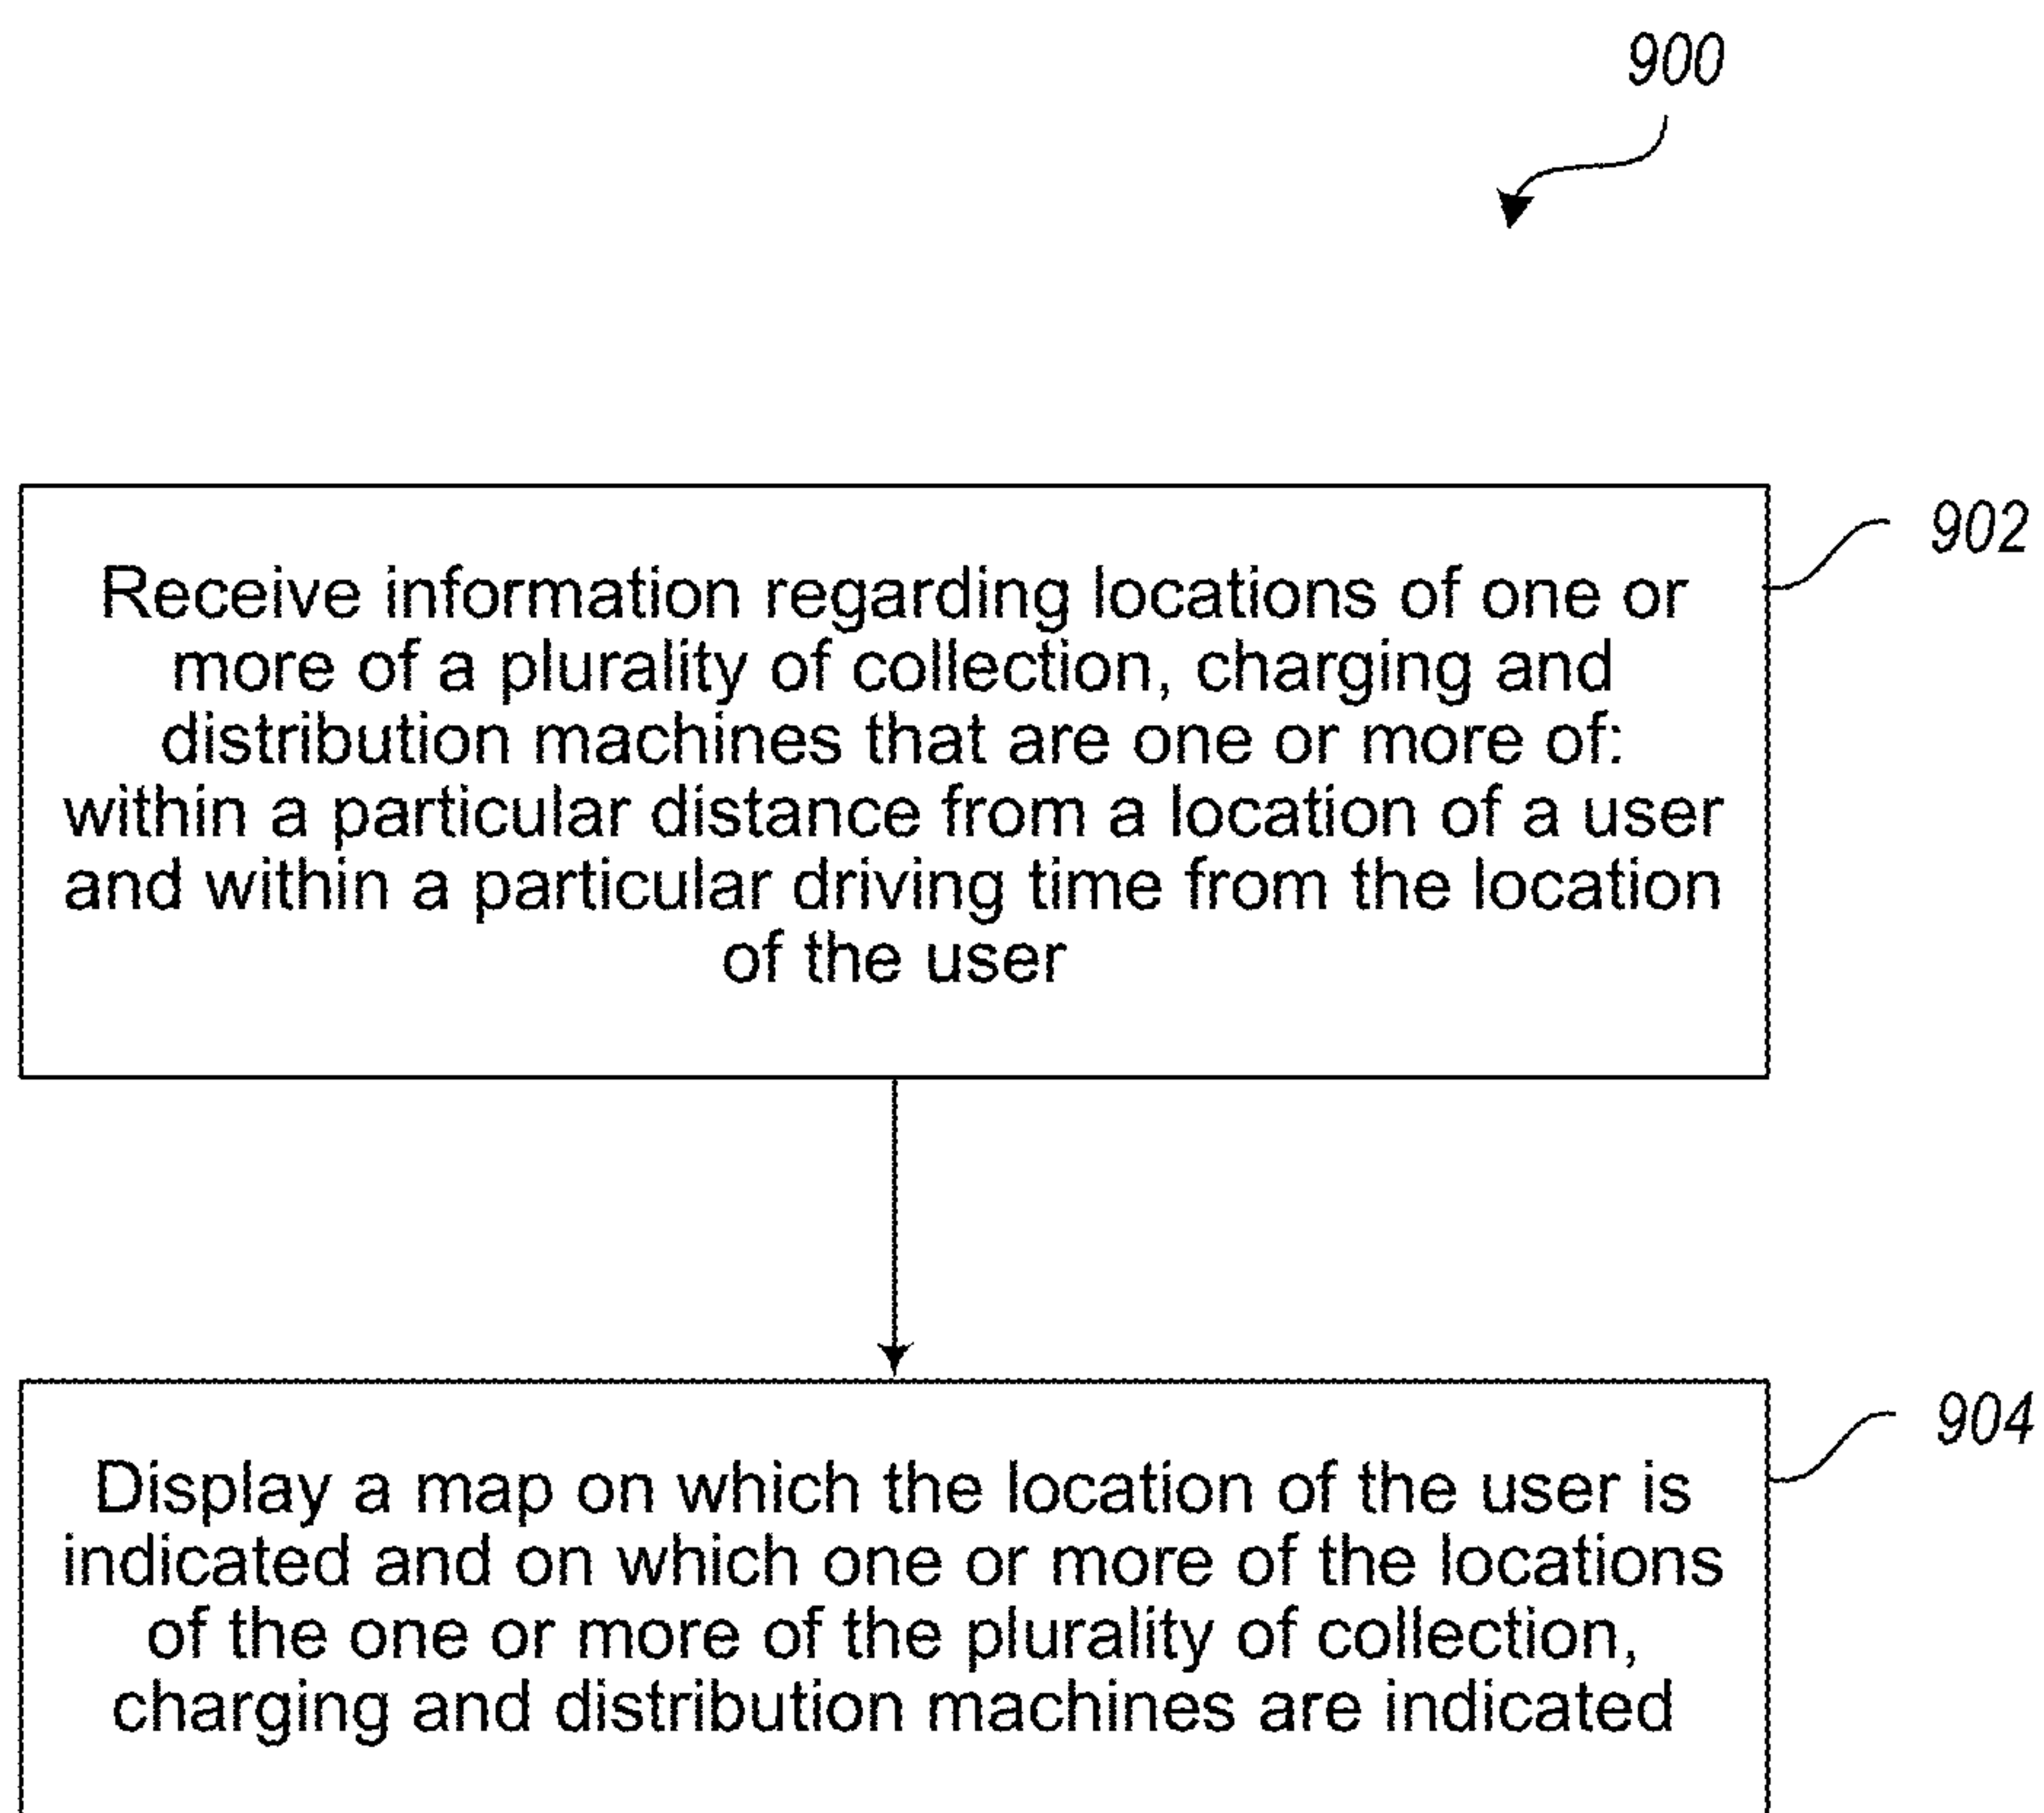 900
902
Receive information regarding locations of one or
more of a plurality of collection, charging and
distribution machines that are one or more of:
within a particular distance from a location of a user
and within a particular driving time from the location
of the user
904
Display a map on which the location of the user is
indicated and on which one or more of the locations
of the one or more of the plurality of collection,
charging and distribution machines are indicated